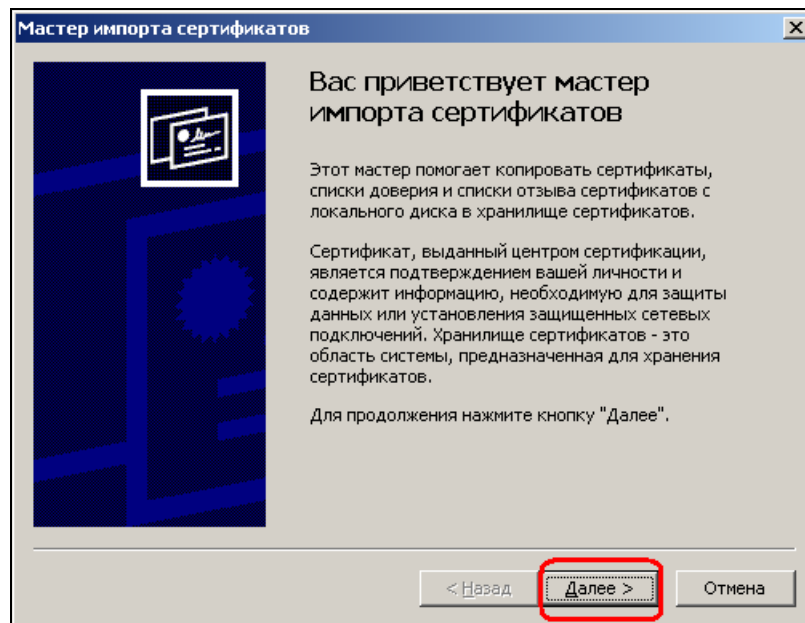 Мастер импорта сертификатов
Вас приветствует мастер
импорта сертификатов
Этот мастер помогает копировать сертификаты,
списки доверия и списки отзыва сертификатов с
локального диска в хранилище сертификатов.
Сертификат, выданный центром сертификации,
является подтверждением вашей личности и
содержит информацию, необходимую для защиты
данных или установления защищенных сетевых
подключений. Хранилище сертификатов - это
область системы, предназначенная для хранения
сертификатов.
Для продолжения нажмите кнопку "Далее".
< Назад
Далее >
Отмена